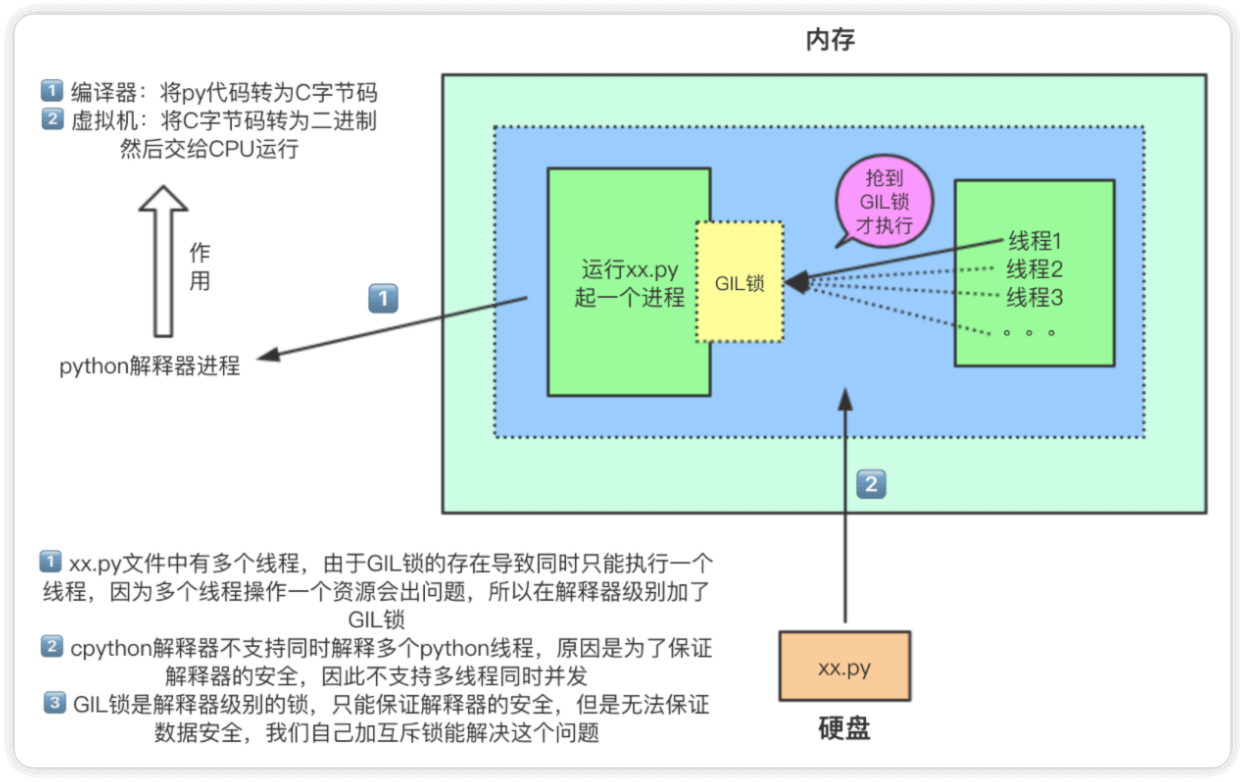 内存
1 编译器：将py代码转为C字节码
2 虚拟机：将C字节码转为二进制
然后交给CPU运行
作
用
python解释器进程
1
运行xx.py
起一个进程
GIL锁
抢到
GIL锁
才执行
线程1
线程2
线程3
。。。
2
xx.py
硬盘
1 xx.py文件中有多个线程，由于GIL锁的存在导致同时只能执行一个
线程，因为多个线程操作一个资源会出问题，所以在解释器级别加了
GIL锁
2 cpython解释器不支持同时解释多个python线程，原因是为了保证
解释器的安全，因此不支持多线程同时并发
3 GIL锁是解释器级别的锁，只能保证解释器的安全，但是无法保证
数据安全，我们自己加互斥锁能解决这个问题